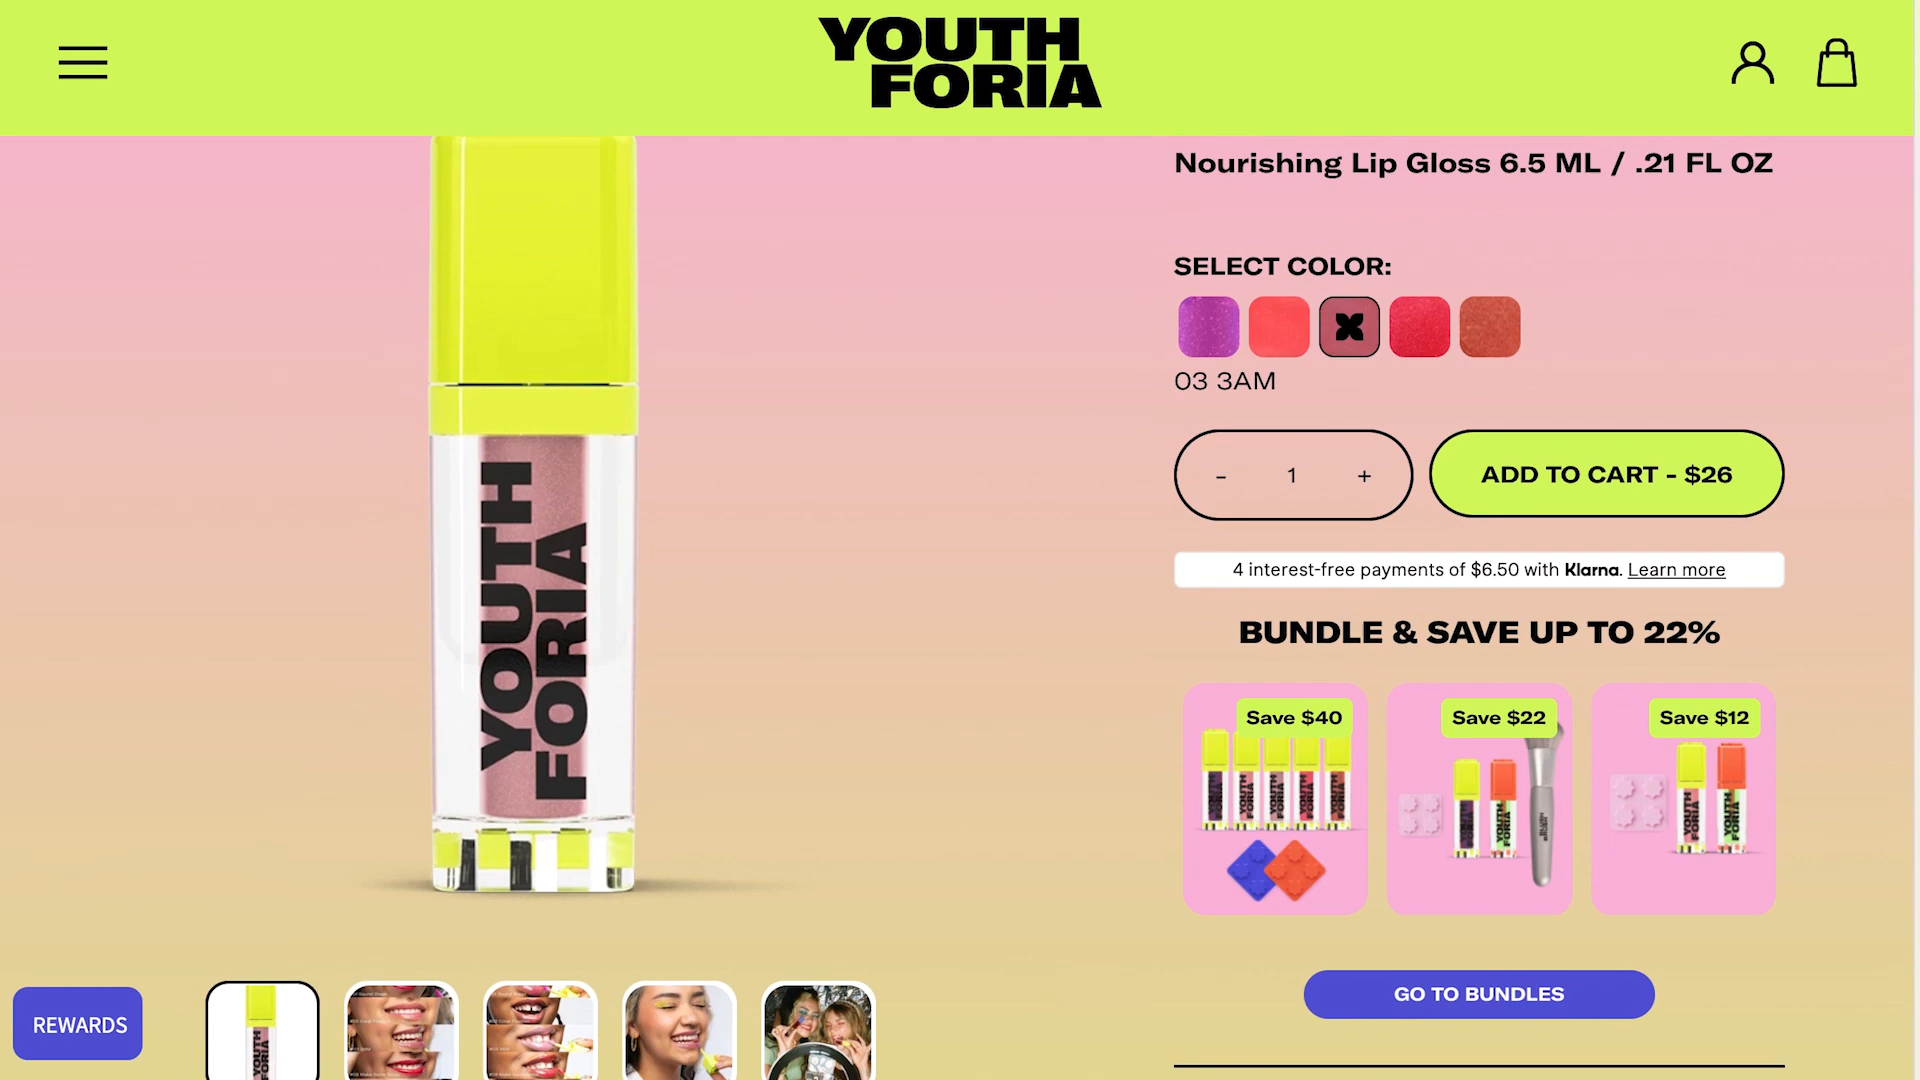 YOUTH
FORIA
Nourishing Lip Gloss 6.5 ML / .21 FL OZ
SELECT COLOR:
03 3AM
- 1 +
ADD TO CART - $26
4 interest-free payments of $6.50 with Klarna. Learn more
BUNDLE & SAVE UP TO 22%
Save $40
Save $22
Save $12
YOUTH
FORIA
GO TO BUNDLES
REWARDS
YOUTH
FORIA